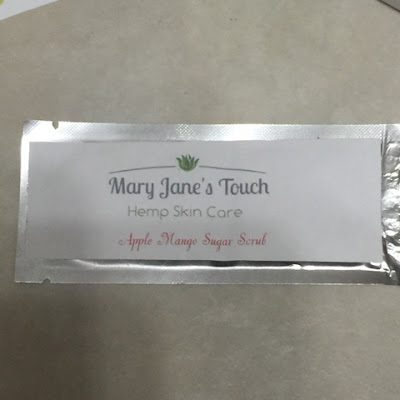 Mary Jane's Touch
Hemp Skin Care
Apple Mango Sugar Scrub